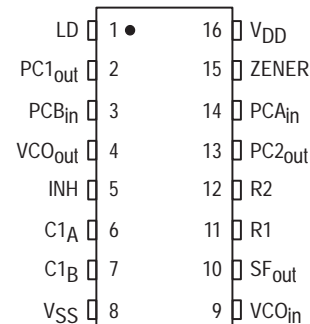 LD 1 16 VDD
PC1out 2 15 ZENER
PCBin 3 14 PCAin
VCOout 4 13 PC2out
INH 5 12 R2
C1A 6 11 R1
C1B 7 10 SFout
VSS 8 9 VCOin